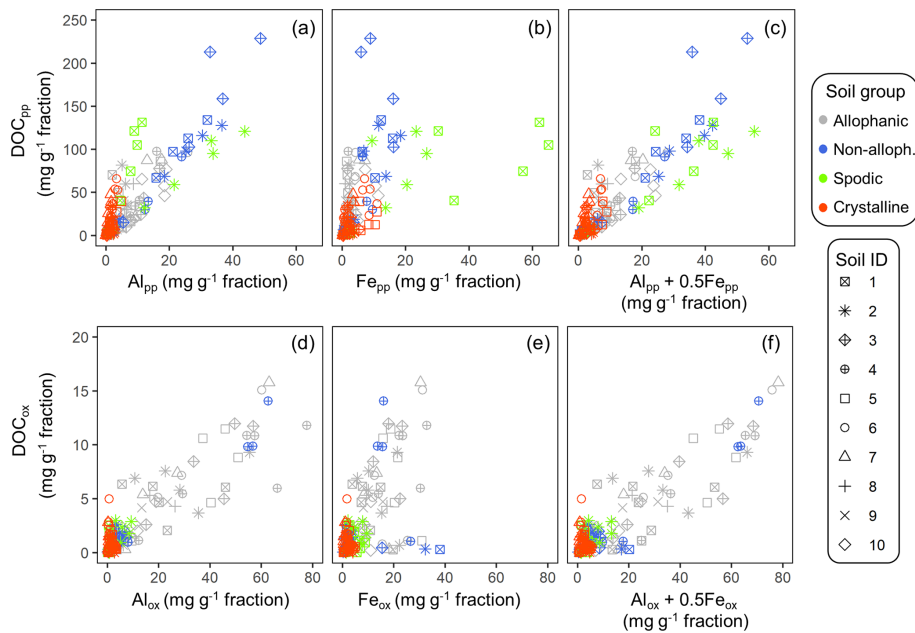 (a)
(b)
(c)
250
200
150
100
50
0
DOCpp
(mg g-1 fraction)
0 20 40 60
0 20 40 60
0 20 40 60
Alpp (mg g-1 fraction)
Fepp (mg g-1 fraction)
Alpp + 0.5Fepp
(mg g-1 fraction)
Soil group
Allophanic
Non-alloph.
Spodic
Crystalline
Soil ID
1
2
3
4
5
6
7
8
9
10
(d)
(e)
(f)
20
15
10
5
0
DOCox
(mg g-1 fraction)
0 20 40 60 80
0 20 40 60 80
0 20 40 60 80
Alox (mg g-1 fraction)
Feox (mg g-1 fraction)
Alox + 0.5Feox
(mg g-1 fraction)